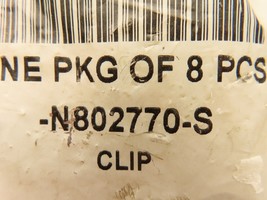 NE PKG OF 8 PCS
-N802770-S
CLIP